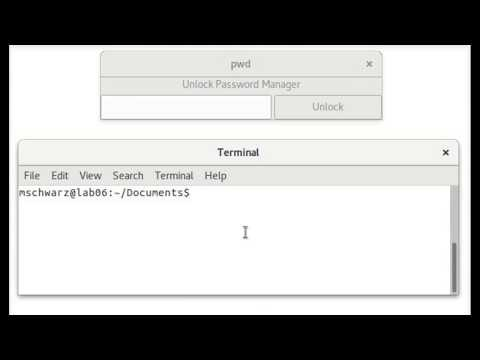 pwd ×
Unlock Password Manager
Unlock
Terminal ×
File Edit View Search Terminal Help
mschwarz@lab06:~/Documents$